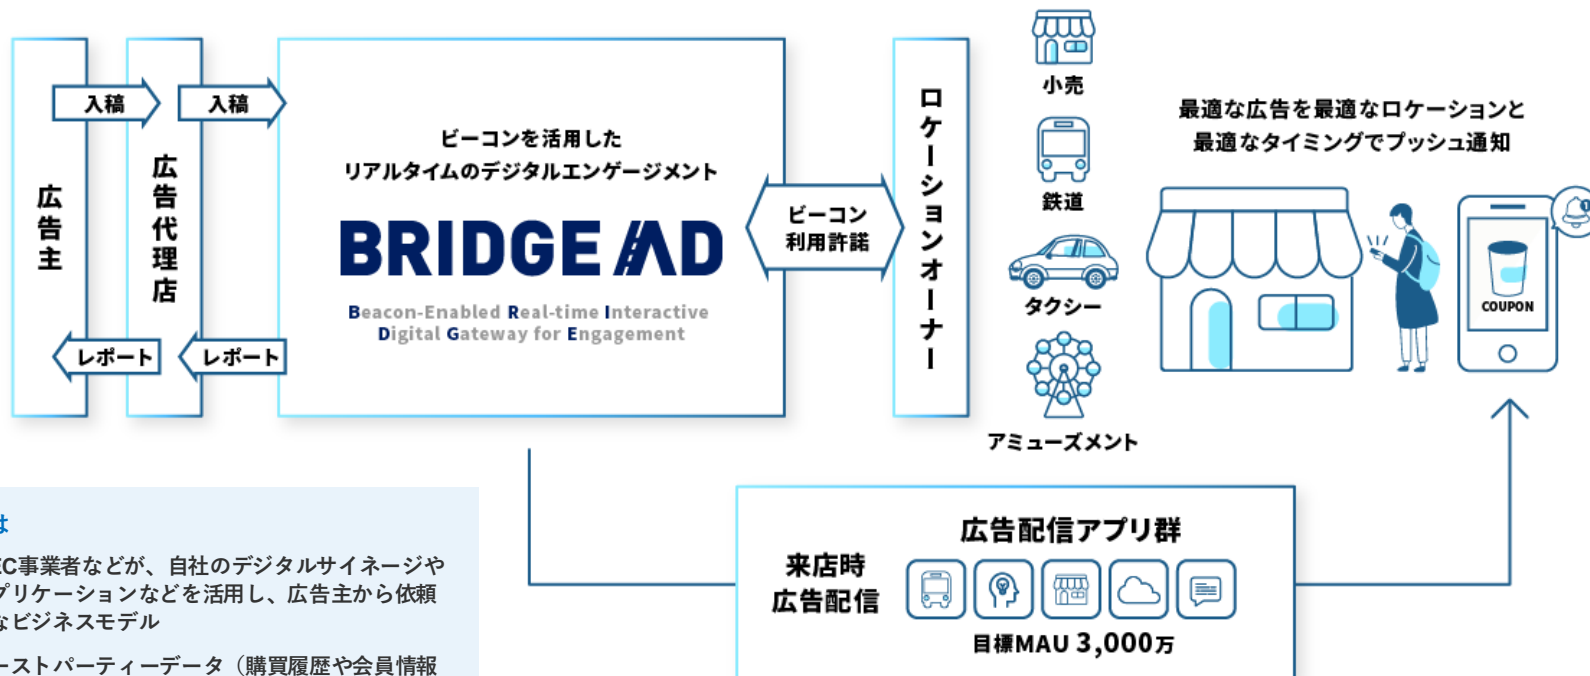 広告主
入稿
広告代理店
入稿
レポート
レポート
ビーコンを活用した
リアルタイムのデジタルエンゲージメント
BRIDGE AD
Beacon-Enabled Real-time Interactive
Digital Gateway for Engagement
ビーコン
利用許諾
ロケーションオーナー
小売
鉄道
タクシー
アミューズメント
最適な広告を最適なロケーションと
最適なタイミングでプッシュ通知
1
COUPON
は
EC事業者などが、自社のデジタルサイネージや
プリケーションなどを活用し、広告主から依頼
なビジネスモデル
ーストパーティーデータ（購買履歴や会員情報
来店時
広告配信
広告配信アプリ群
目標MAU 3,000万